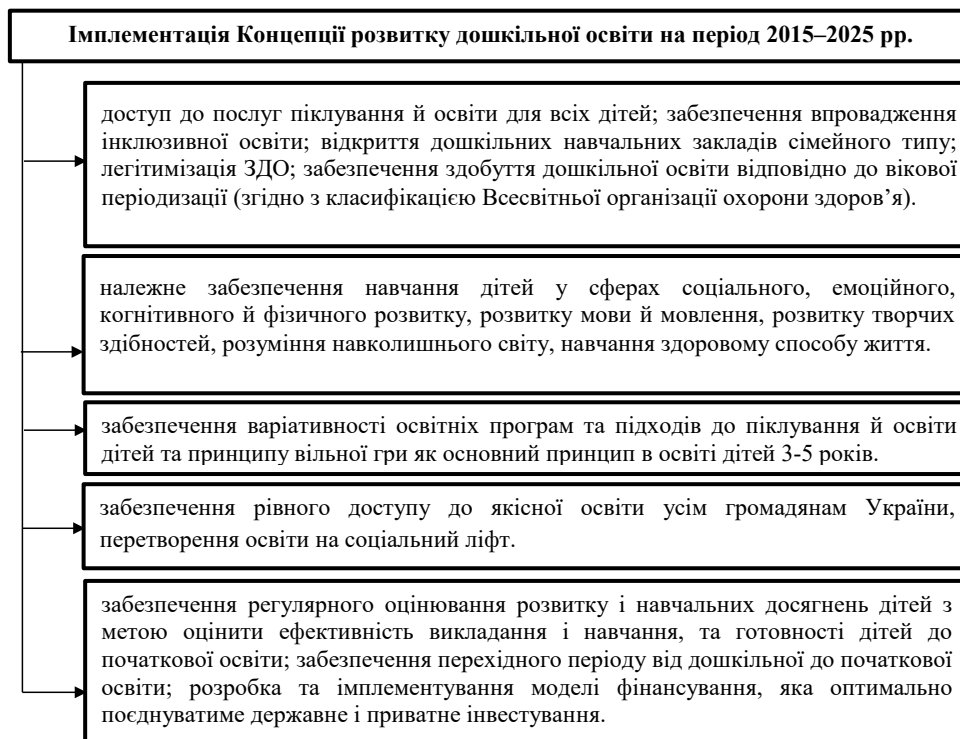 Імплементація Концепції розвитку дошкільної освіти на період 2015–2025 рр.
доступ до послуг піклування й освіти для всіх дітей; забезпечення впровадження
інклюзивної освіти; відкриття дошкільних навчальних закладів сімейного типу;
легітимізація ЗДО; забезпечення здобуття дошкільної освіти відповідно до вікової
періодизації (згідно з класифікацією Всесвітньої організації охорони здоров’я).
належне забезпечення навчання дітей у сферах соціального, емоційного,
когнітивного й фізичного розвитку, розвитку мови й мовлення, розвитку творчих
здібностей, розуміння навколишнього світу, навчання здоровому способу життя.
забезпечення варіативності освітніх програм та підходів до піклування й освіти
дітей та принципу вільної гри як основний принцип в освіті дітей 3-5 років.
забезпечення рівного доступу до якісної освіти усім громадянам України,
перетворення освіти на соціальний ліфт.
забезпечення регулярного оцінювання розвитку і навчальних досягнень дітей з
метою оцінити ефективність викладання і навчання, та готовності дітей до
початкової освіти; забезпечення перехідного періоду від дошкільної до початкової
освіти; розробка та імплементування моделі фінансування, яка оптимально
поєднуватиме державне і приватне інвестування.